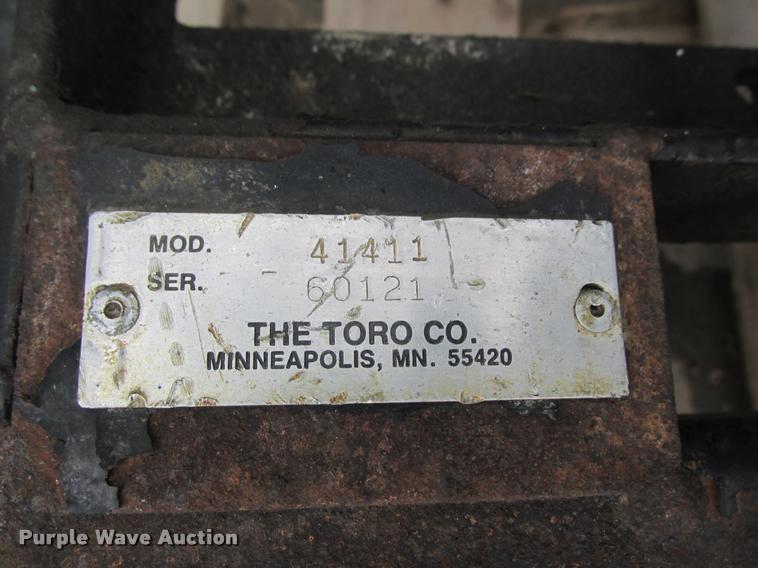 MOD. 41411
SER. 60121
THE TORO CO.
MINNEAPOLIS, MN. 55420
Purple Wave Auction